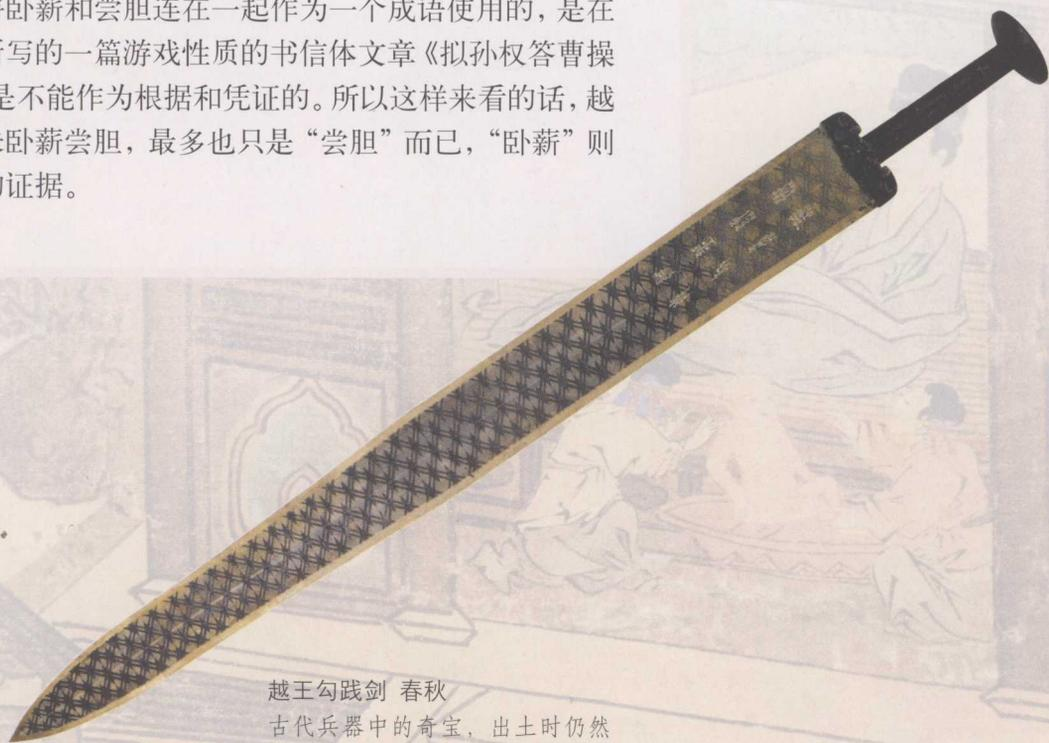 卧薪和尝胆连在一起作为一个成语使用的，是在
写的一篇游戏性质的书信体文章《拟孙权答曹操
是不能作为根据和凭证的。所以这样来看的话，越
卧薪尝胆，最多也只是“尝胆”而已，“卧薪”则
证据。
越王勾践剑 春秋
古代兵器中的奇宝，出土时仍然